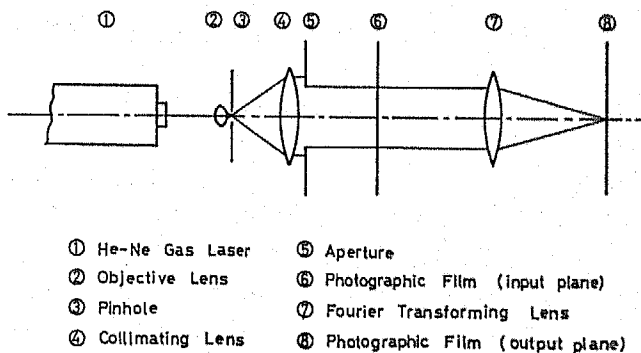 ① ② ③ ④ ⑤ ⑥ ⑦ ⑧
① He-Ne Gas Laser
② Objective Lens
③ Pinhole
④ Collimating Lens
⑤ Aperture
⑥ Photographic Film (input plane)
⑦ Fourier Transforming Lens
⑧ Photographic Film (output plane)